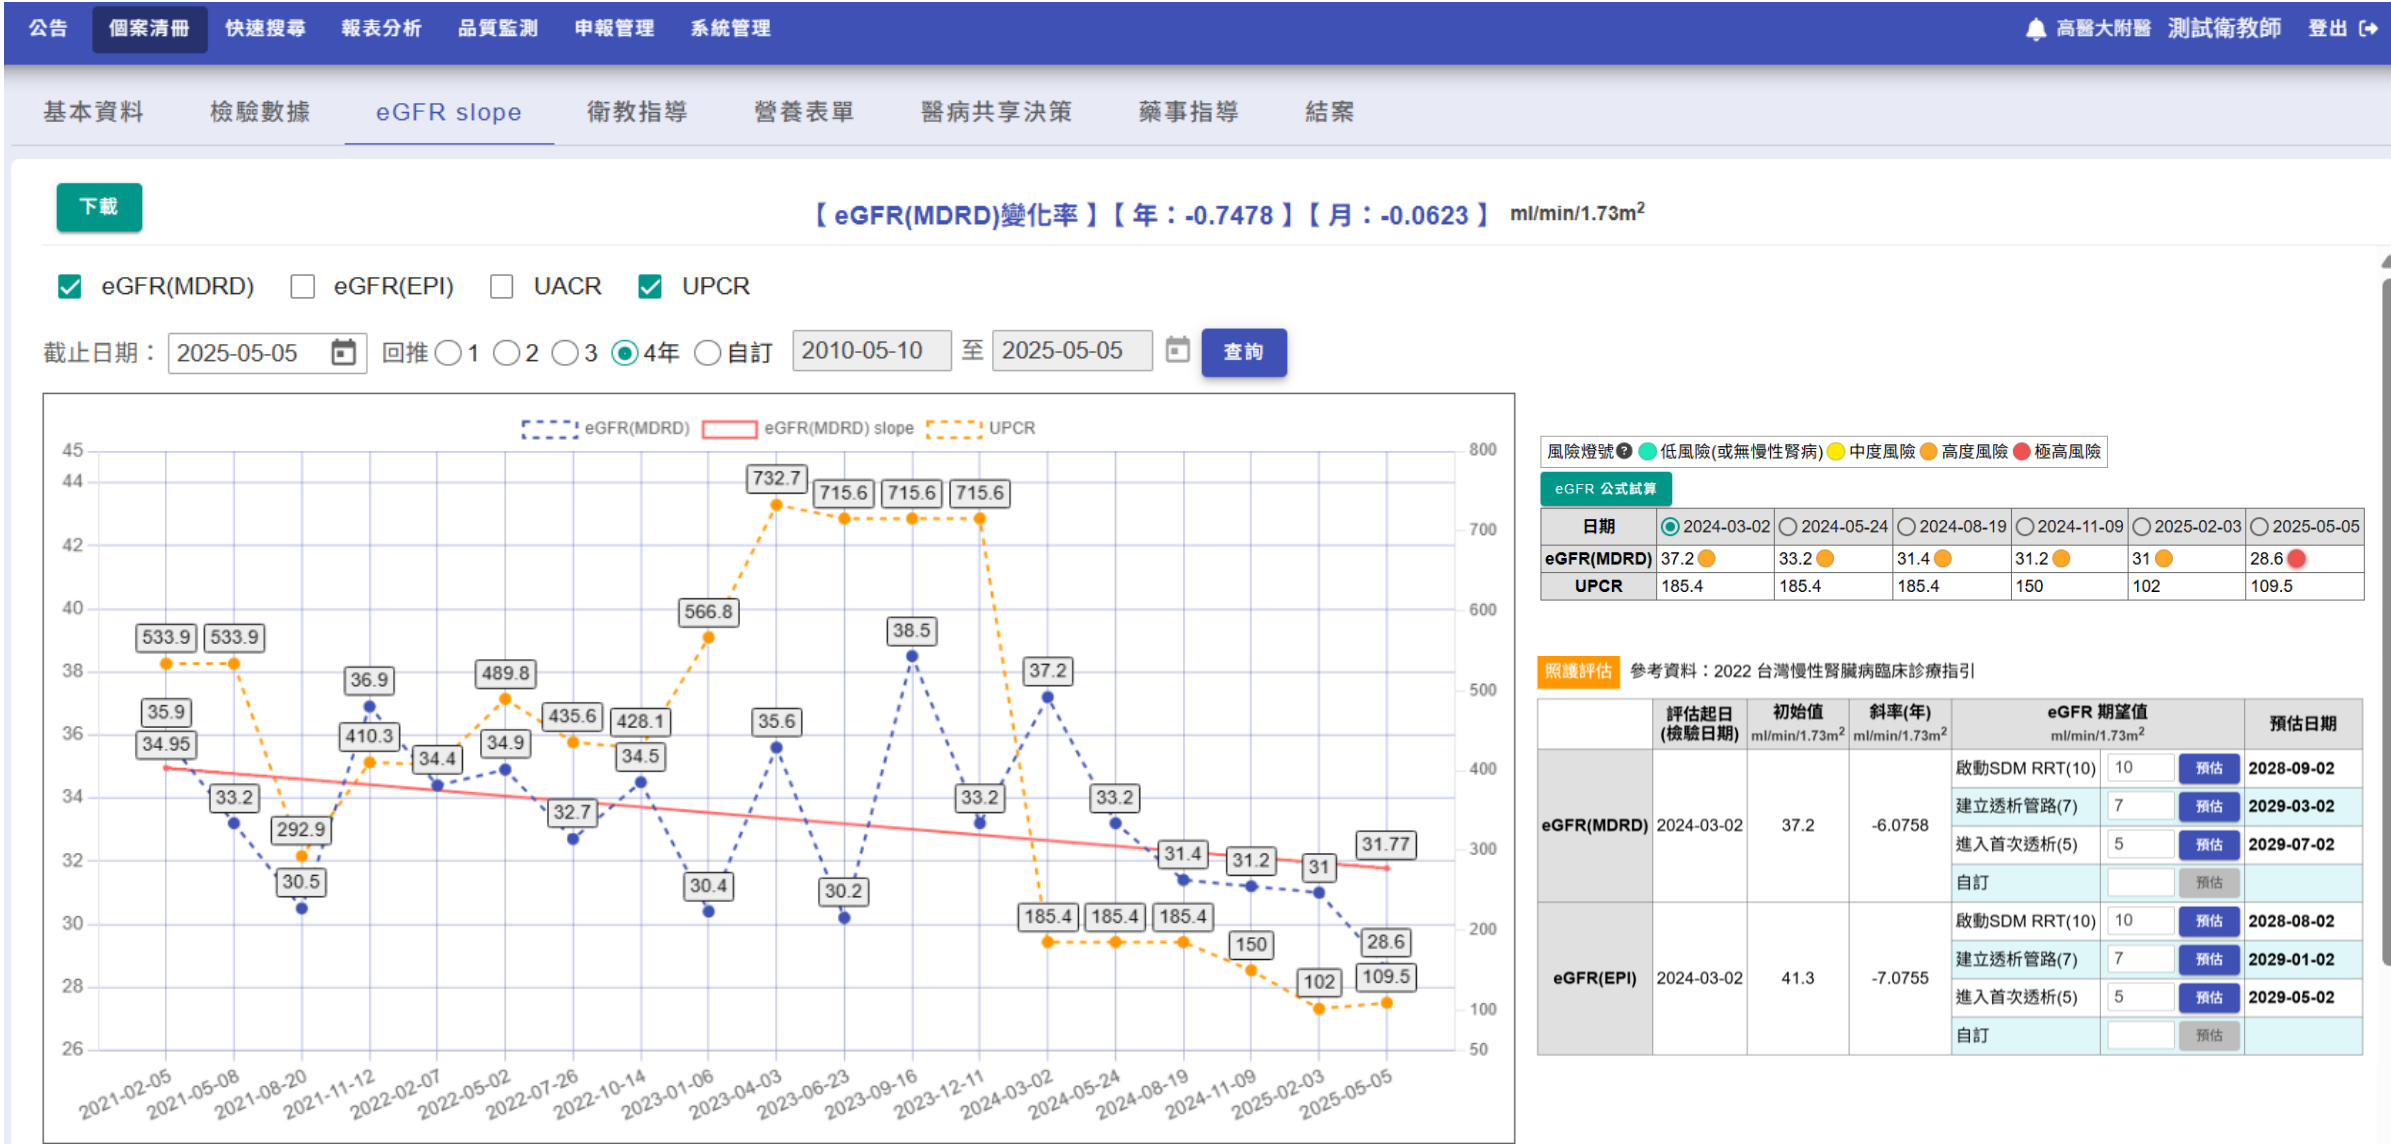 公告 個案清冊 快速搜尋 報表分析 品質監測 申報管理 系統管理 高醫大附醫 測試衛教師 登出
基本資料 檢驗數據 eGFR slope 衛教指導 營養表單 醫病共享決策 藥事指導 結案
下載 【 eGFR(MDRD)變化率 】【 年：-0.7478 】【 月：-0.0623 】 ml/min/1.73m²
eGFR(MDRD) eGFR(EPI) UACR UPCR
截止日期： 2025-05-05 回推 1 2 3 4年 自訂 2010-05-10 至 2025-05-05 查詢
eGFR(MDRD) eGFR(MDRD) slope UPCR
45
44
42
40
38
36
34
32
30
28
26
800
700
600
500
400
300
200
100
50
533.9 533.9 292.9 410.3 489.8 435.6 428.1 566.8 732.7 715.6 715.6 715.6 185.4 185.4 185.4 150 102 109.5
35.9 33.2 30.5 36.9 34.4 34.9 32.7 34.5 30.4 35.6 30.2 38.5 33.2 37.2 33.2 31.4 31.2 31 28.6
34.95 31.77
2021-02-05 2021-05-08 2021-08-20 2021-11-12 2022-02-07 2022-05-02 2022-07-26 2022-10-14 2023-01-06 2023-04-03 2023-06-23 2023-09-16 2023-12-11 2024-03-02 2024-05-24 2024-08-19 2024-11-09 2025-02-03 2025-05-05
風險燈號 ? 低風險(或無慢性腎病) 中度風險 高度風險 極高風險
eGFR 公式試算
日期 2024-03-02 2024-05-24 2024-08-19 2024-11-09 2025-02-03 2025-05-05
eGFR(MDRD) 37.2 33.2 31.4 31.2 31 28.6
UPCR 185.4 185.4 185.4 150 102 109.5
照護評估 參考資料：2022 台灣慢性腎臟病臨床診療指引
評估起日 初始值 斜率(年) eGFR 期望值 預估日期
(檢驗日期) ml/min/1.73m² ml/min/1.73m² ml/min/1.73m²
啟動SDM RRT(10) 10 預估 2028-09-02
建立透析管路(7) 7 預估 2029-03-02
eGFR(MDRD) 2024-03-02 37.2 -6.0758
進入首次透析(5) 5 預估 2029-07-02
自訂 預估
啟動SDM RRT(10) 10 預估 2028-08-02
建立透析管路(7) 7 預估 2029-01-02
eGFR(EPI) 2024-03-02 41.3 -7.0755
進入首次透析(5) 5 預估 2029-05-02
自訂 預估